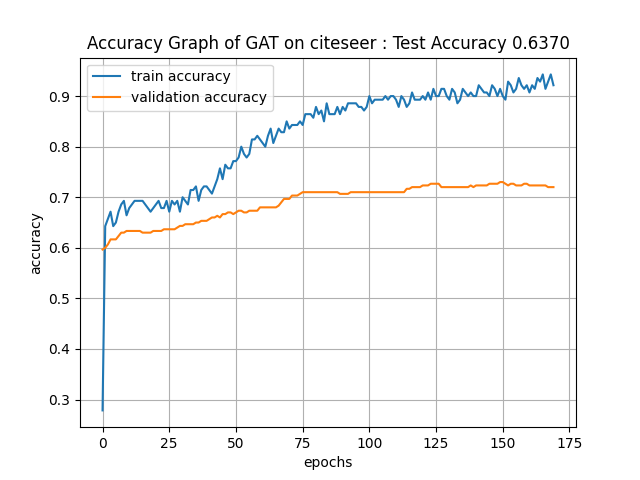 Accuracy Graph of GAT on citeseer : Test Accuracy 0.6370
train accuracy
validation accuracy
accuracy
0.9
0.8
0.7
0.6
0.5
0.4
0.3
0 25 50 75 100 125 150 175
epochs